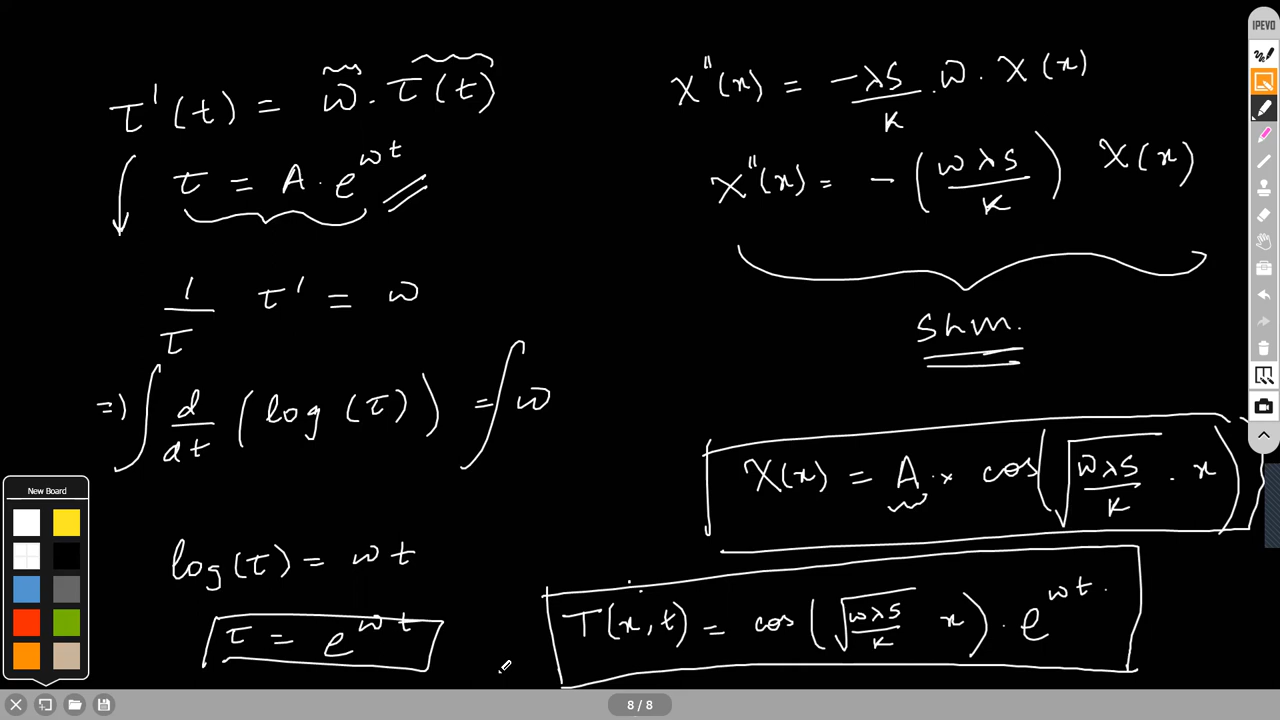 τ'(t) = ω · τ(t)
τ = A · e^{ωt}
1/τ τ' = ω
=> ∫ d/dt (log (τ)) = ∫ ω
log(τ) = ωt
τ = e^{ωt}
X''(x) = -λS/K · ω · X(x)
X''(x) = - (ωλS/K) X(x)
Shm.
X(x) = A · x cos(√(ωλS/K) · x)
T(x,t) = cos(√(ωλS/K) x) · e^{ωt} .
IPEVO
New Board
8 / 8